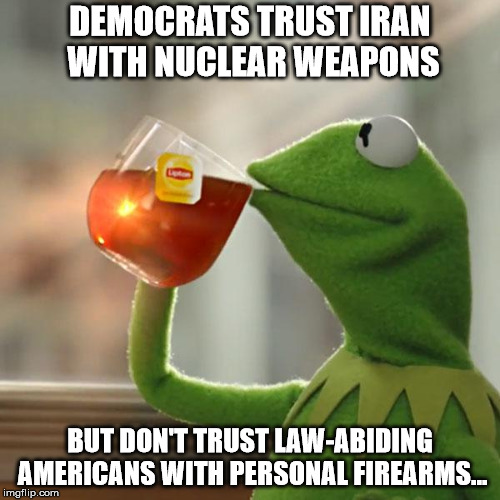 DEMOCRATS TRUST IRAN
WITH NUCLEAR WEAPONS
Lipton
BUT DON'T TRUST LAW-ABIDING
AMERICANS WITH PERSONAL FIREARMS...
imgflip.com